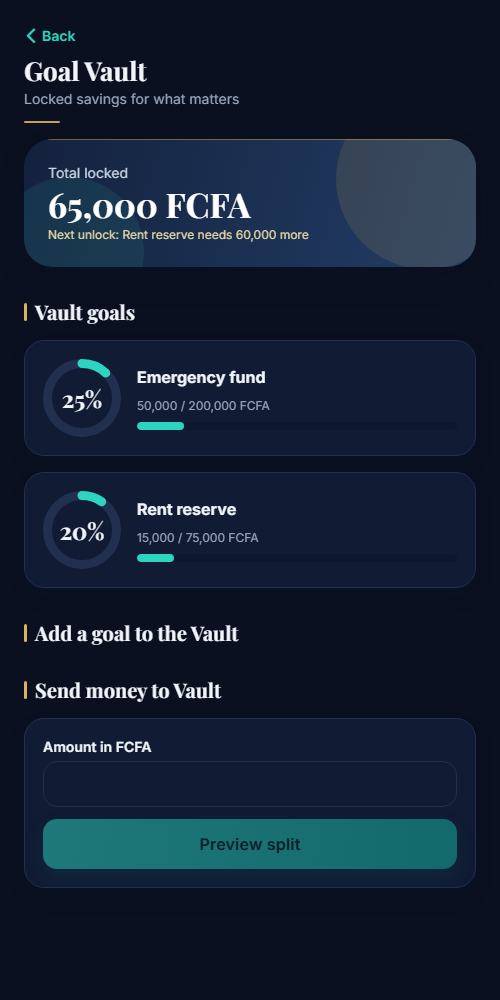 Back
Goal Vault
Locked savings for what matters
Total locked
65,000 FCFA
Next unlock: Rent reserve needs 60,000 more
Vault goals
25%
Emergency fund
50,000 / 200,000 FCFA
20%
Rent reserve
15,000 / 75,000 FCFA
Add a goal to the Vault
Send money to Vault
Amount in FCFA
Preview split